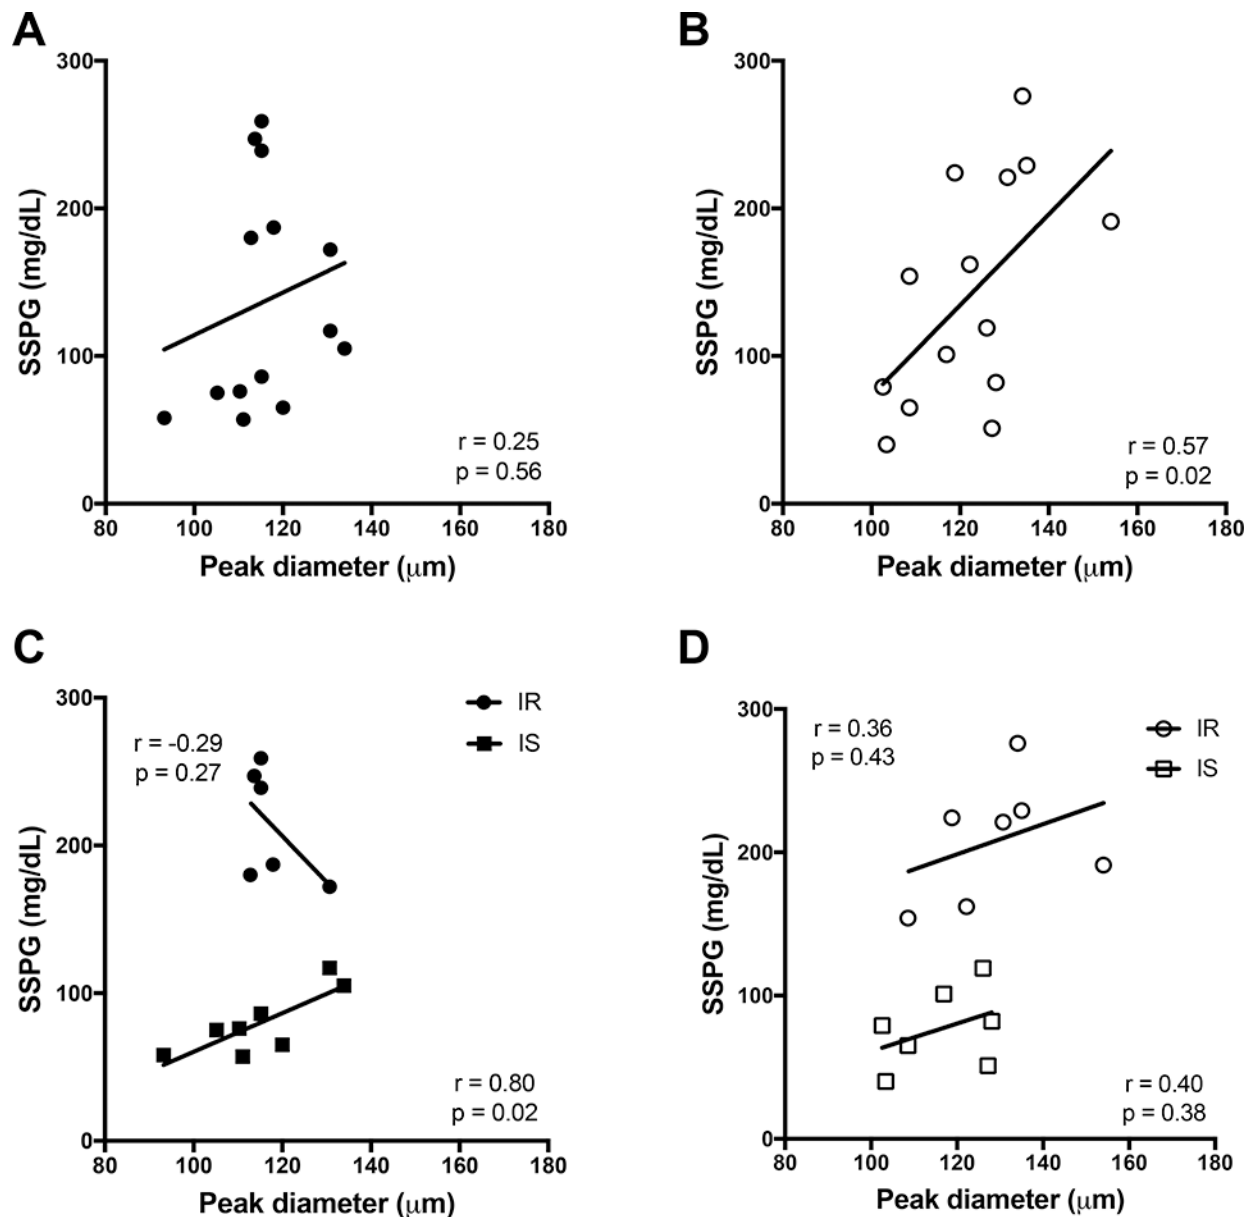 A
300
200
100
0
SSPG (mg/dL)
r = 0.25
p = 0.56
80 100 120 140 160 180
Peak diameter (μm)
B
300
200
100
0
SSPG (mg/dL)
r = 0.57
p = 0.02
80 100 120 140 160 180
Peak diameter (μm)
C
300
200
100
0
SSPG (mg/dL)
r = -0.29
p = 0.27
IR
IS
r = 0.80
p = 0.02
80 100 120 140 160 180
Peak diameter (μm)
D
300
200
100
0
SSPG (mg/dL)
r = 0.36
p = 0.43
IR
IS
r = 0.40
p = 0.38
80 100 120 140 160 180
Peak diameter (μm)